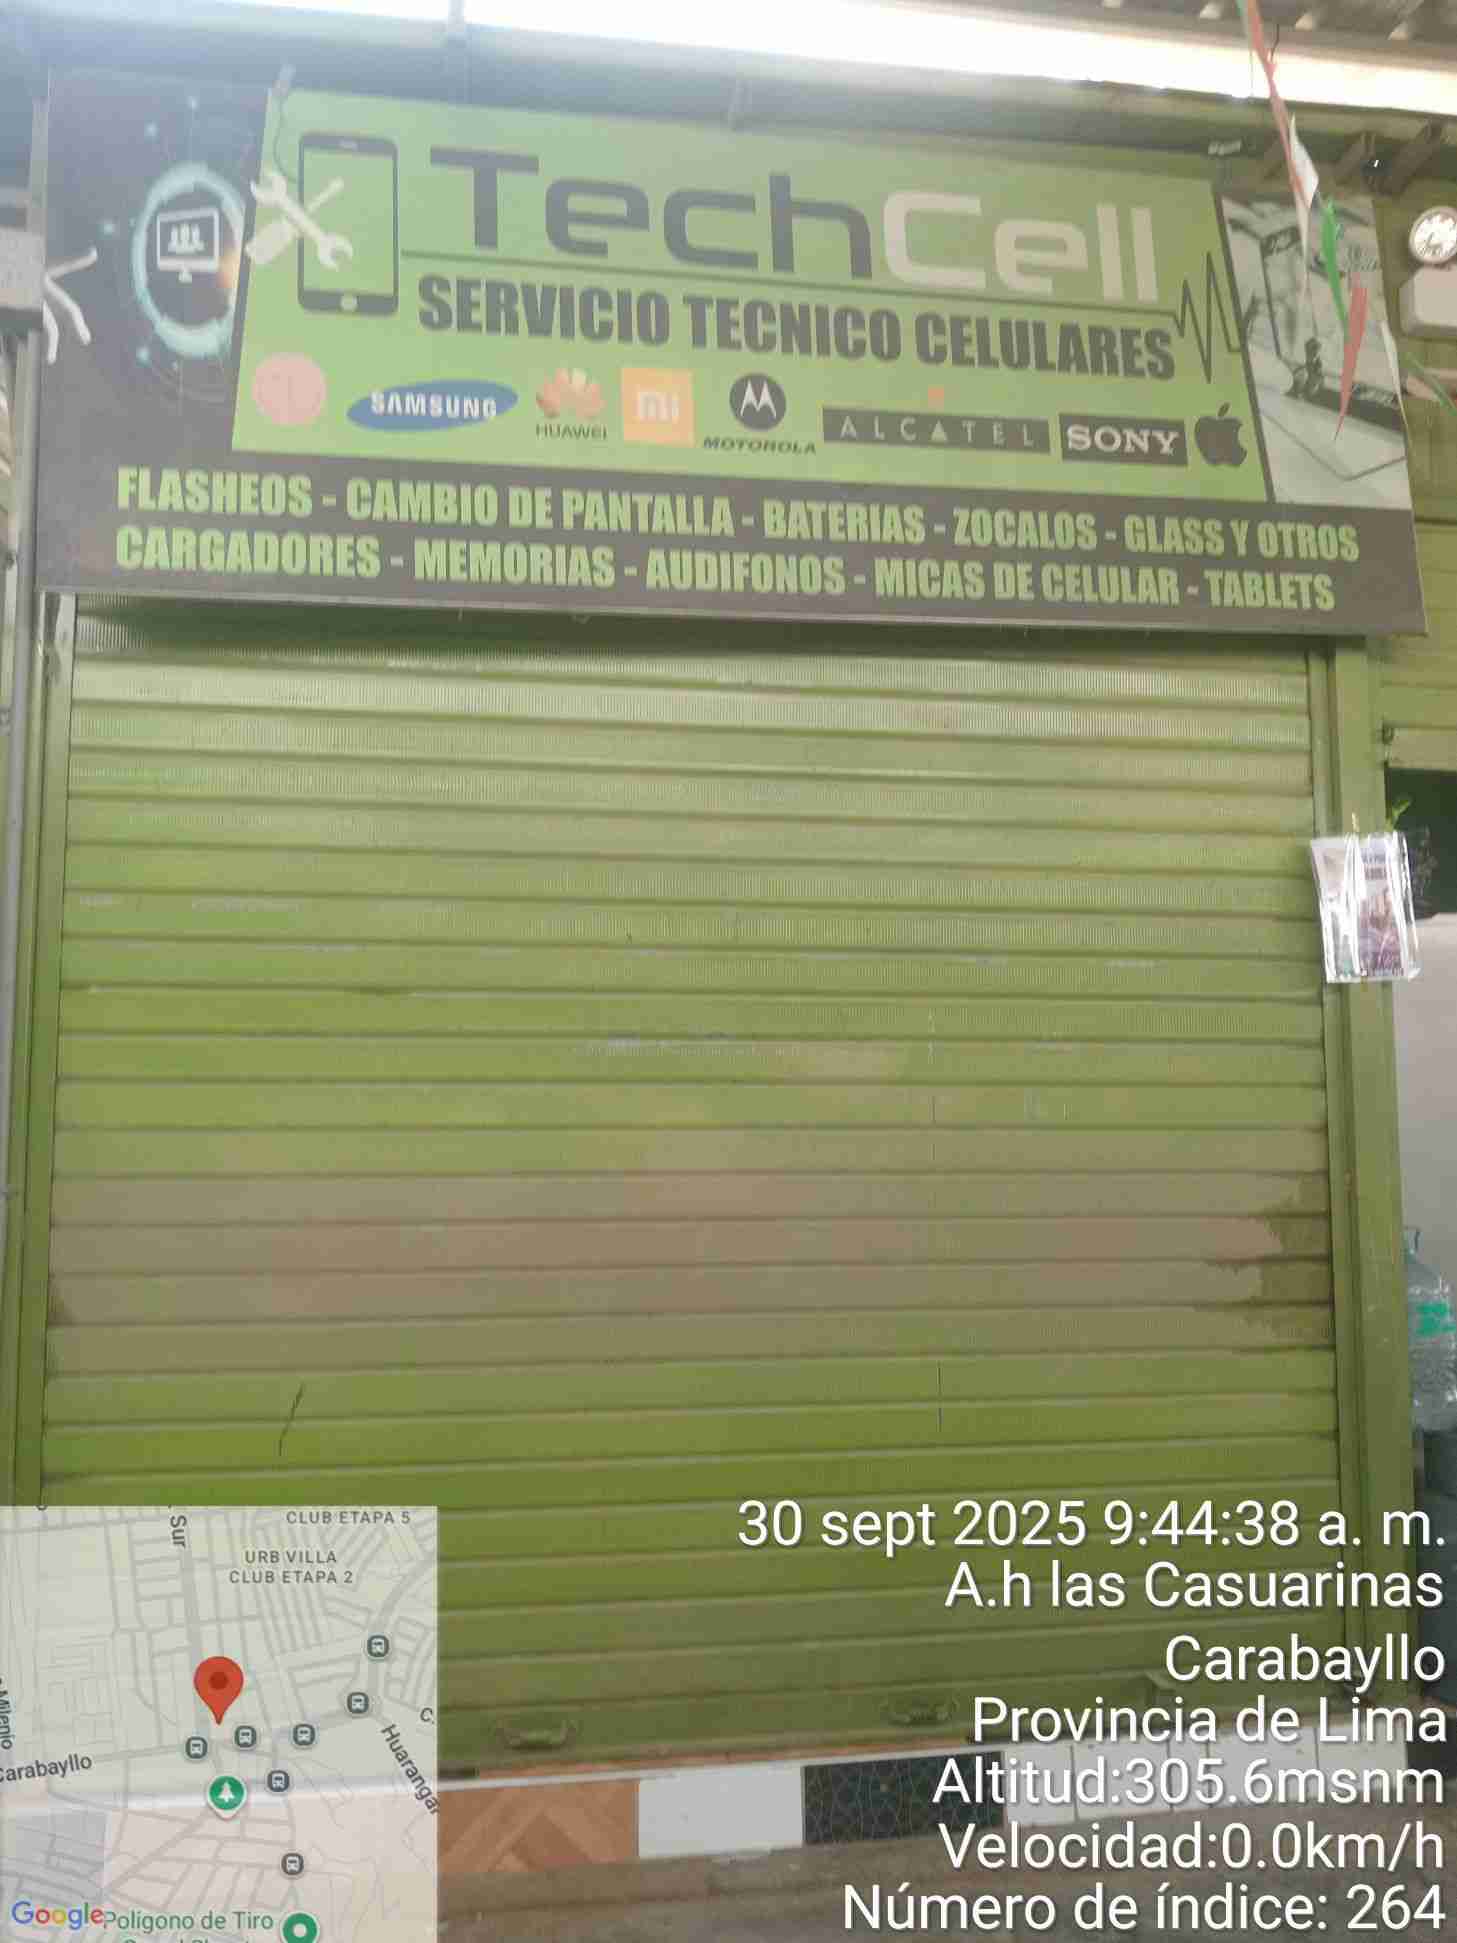 TechCell
SERVICIO TECNICO CELULARES
SAMSUNG
HUAWEI
mi
MOTOROLA
ALCATEL
SONY
FLASHEOS - CAMBIO DE PANTALLA - BATERIAS - ZOCALOS - GLASS Y OTROS
CARGADORES - MEMORIAS - AUDIFONOS - MICAS DE CELULAR - TABLETS
30 sept 2025 9:44:38 a. m.
A.h las Casuarinas
Carabayllo
Provincia de Lima
Altitud:305.6msnm
Velocidad:0.0km/h
Número de índice: 264
CLUB ETAPA 5
Sur
URB VILLA
CLUB ETAPA 2
Carabayllo
Huarangal
Google
Polígono de Tiro